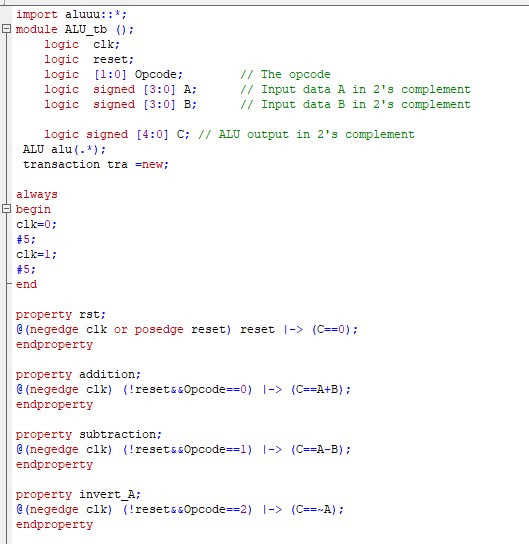 import aluuu::*;
module ALU_tb ();
logic clk;
logic reset;
logic [1:0] Opcode; // The opcode
logic signed [3:0] A; // Input data A in 2's complement
logic signed [3:0] B; // Input data B in 2's complement
logic signed [4:0] C; // ALU output in 2's complement
ALU alu(.*);
transaction tra =new;
always
begin
clk=0;
#5;
clk=1;
#5;
end
property rst;
@(negedge clk or posedge reset) reset |-> (C==0);
endproperty
property addition;
@(negedge clk) (!reset&&Opcode==0) |-> (C==A+B);
endproperty
property subtraction;
@(negedge clk) (!reset&&Opcode==1) |-> (C==A-B);
endproperty
property invert_A;
@(negedge clk) (!reset&&Opcode==2) |-> (C==~A);
endproperty